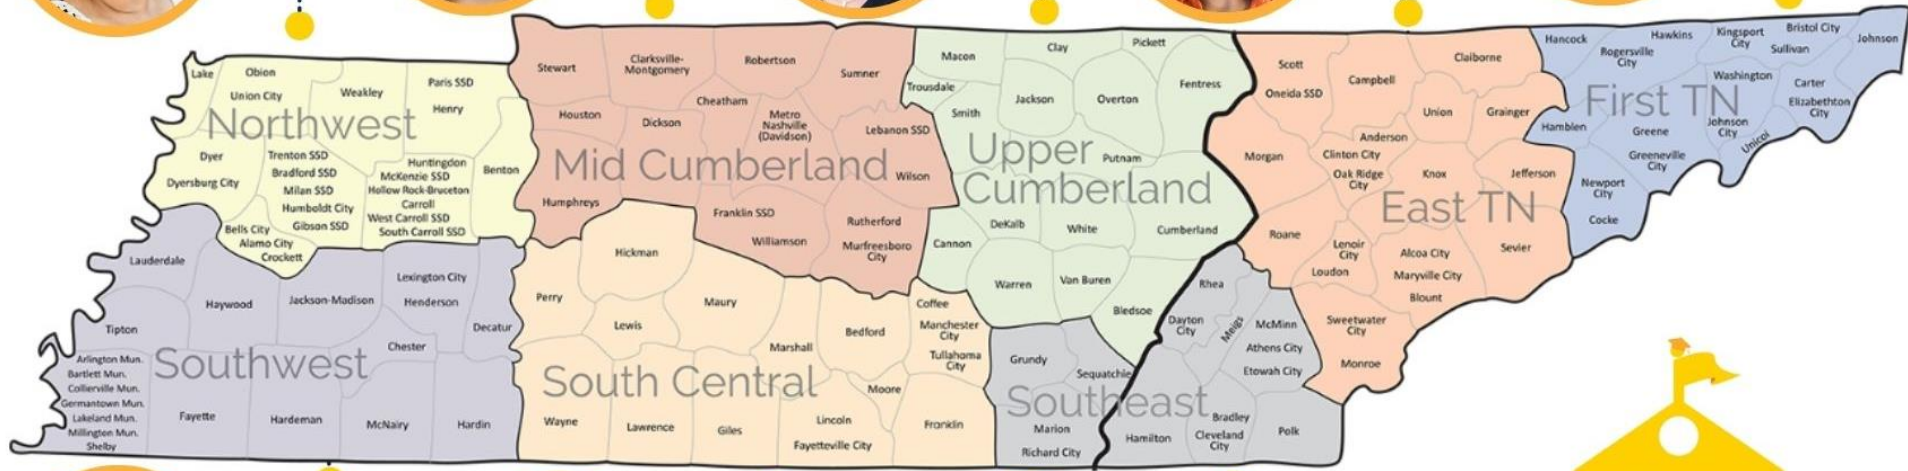 Northwest
Lake
Obion
Union City
Weakley
Paris SSD
Henry
Dyer
Dyersburg City
Trenton SSD
Bradford SSD
Milan SSD
Humboldt City
Gibson SSD
Huntingdon
McKenzie SSD
Hollow Rock-Bruceton
Carroll
West Carroll SSD
South Carroll SSD
Benton
Bells City
Alamo City
Crockett
Southwest
Lauderdale
Haywood
Jackson-Madison
Lexington City
Henderson
Decatur
Tipton
Chester
Arlington Mun.
Bartlett Mun.
Collierville Mun.
Germantown Mun.
Lakeland Mun.
Millington Mun.
Shelby
Fayette
Hardeman
McNairy
Hardin
Mid Cumberland
Stewart
Clarksville-
Montgomery
Robertson
Sumner
Houston
Dickson
Cheatham
Metro
Nashville
(Davidson)
Lebanon SSD
Wilson
Humphreys
Franklin SSD
Williamson
Rutherford
Murfreesboro
City
South Central
Hickman
Perry
Lewis
Maury
Marshall
Bedford
Coffee
Manchester
City
Tullahoma
City
Moore
Wayne
Lawrence
Giles
Lincoln
Fayetteville City
Franklin
Upper
Cumberland
Macon
Clay
Pickett
Trousdale
Smith
Jackson
Overton
Fentress
Putnam
DeKalb
White
Cumberland
Cannon
Warren
Van Buren
Bledsoe
Southeast
Grundy
Sequatchie
Marion
Richard City
Rhea
Dayton
City
Meigs
McMinn
Athens City
Etowah City
Hamilton
Bradley
Cleveland
City
Polk
East TN
Scott
Oneida SSD
Campbell
Claiborne
Union
Grainger
Morgan
Anderson
Clinton City
Oak Ridge
City
Knox
Jefferson
Roane
Lenoir
City
Loudon
Alcoa City
Maryville City
Blount
Sevier
Sweetwater
City
Monroe
First TN
Hancock
Rogersville
City
Hawkins
Kingsport
City
Sullivan
Bristol City
Johnson
Washington
Carter
Elizabethton
City
Hamblen
Greene
Johnson
City
Unicoi
Greeneville
City
Newport
City
Cocke